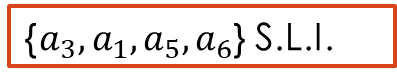 {a₃, a₁, a₅, a₆} S.L.I.